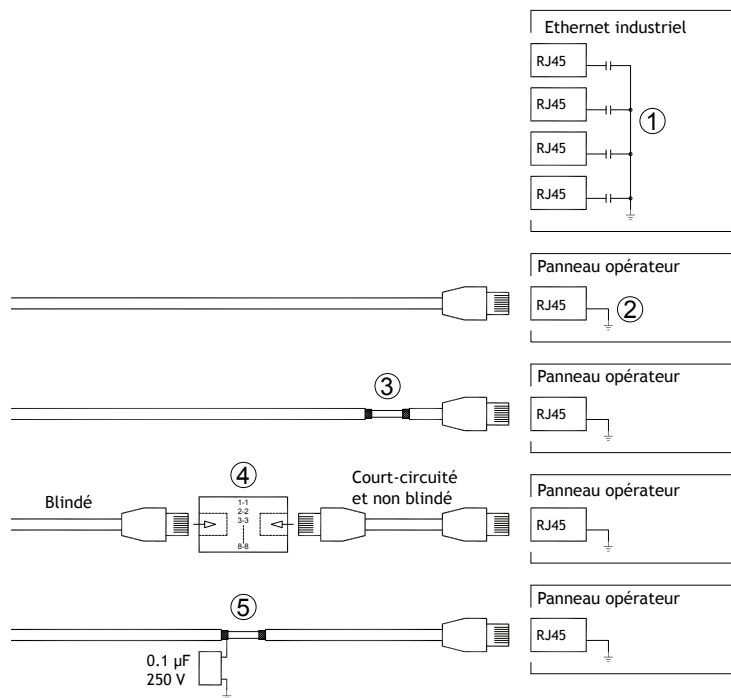 Ethernet industriel
RJ45
RJ45
1
RJ45
RJ45
Panneau opérateur
RJ45
2
Panneau opérateur
3
RJ45
Panneau opérateur
4
Blindé
Court-circuité
et non blindé
1-1
2-2
3-3
8-8
RJ45
Panneau opérateur
5
RJ45
0.1 µF
250 V